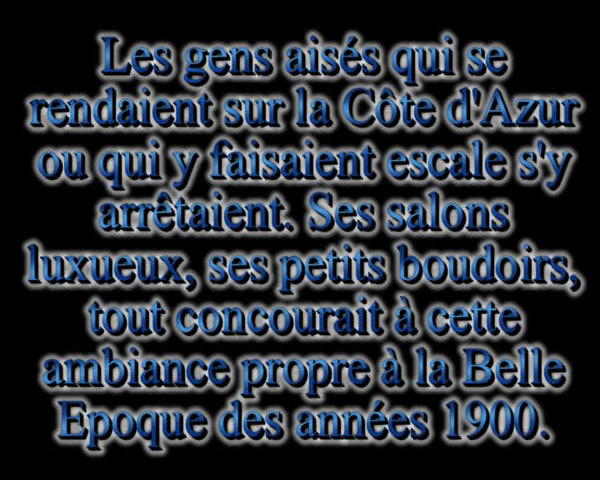 Les gens aisés qui se
rendaient sur la Côte d'Azur
ou qui y faisaient escale s'y
arrêtaient. Ses salons
luxueux, ses petits boudoirs,
tout concourait à cette
ambiance propre à la Belle
Epoque des années 1900.